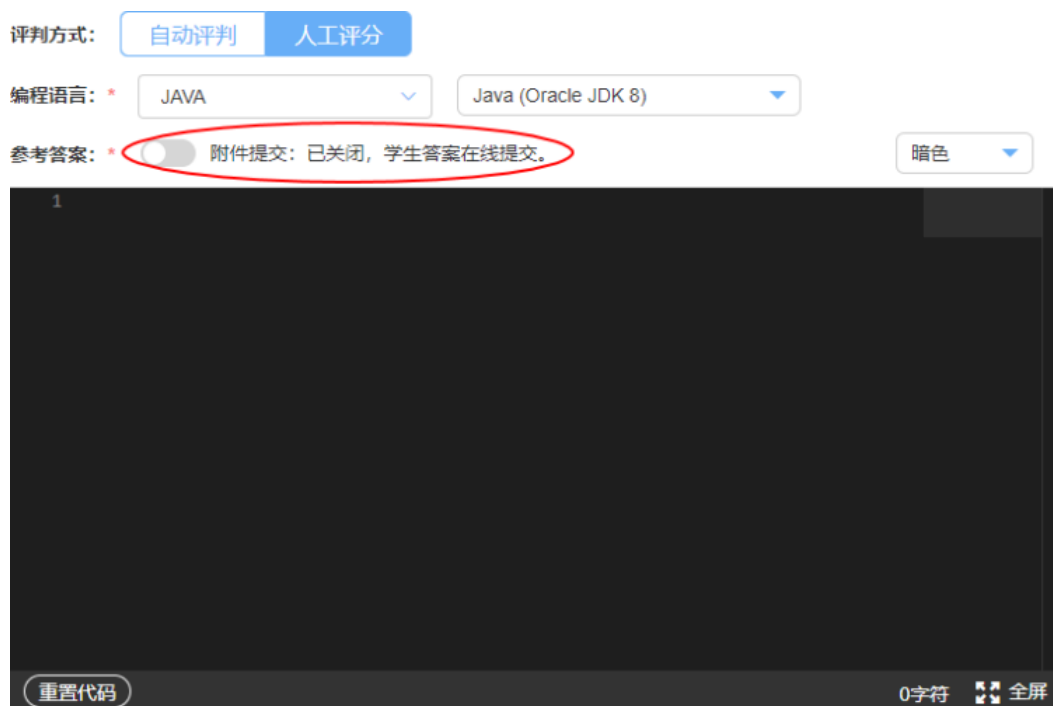 评判方式： 自动评判 人工评分
编程语言：* JAVA Java (Oracle JDK 8)
参考答案：* 附件提交：已关闭，学生答案在线提交。 暗色
1
重置代码 0字符 全屏